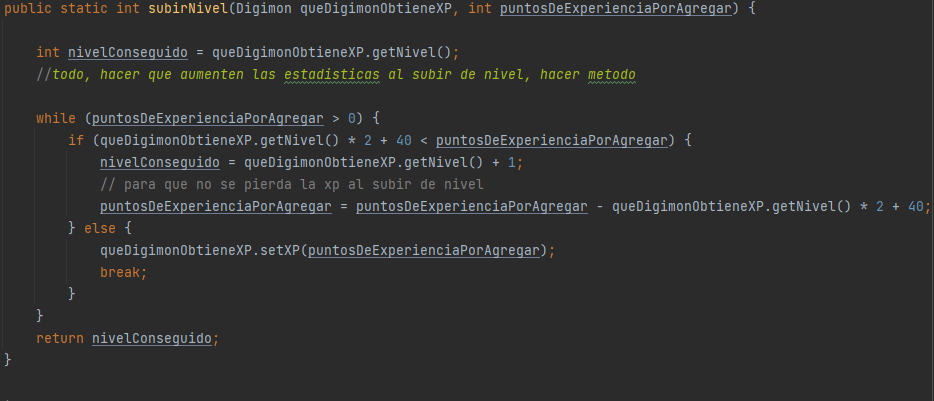 public static int subirNivel(Digimon queDigimonObtieneXP, int puntosDeExperienciaPorAgregar) {
int nivelConseguido = queDigimonObtieneXP.getNivel();
//todo, hacer que aumenten las estadisticas al subir de nivel, hacer metodo
while (puntosDeExperienciaPorAgregar > 0) {
if (queDigimonObtieneXP.getNivel() * 2 + 40 < puntosDeExperienciaPorAgregar) {
nivelConseguido = queDigimonObtieneXP.getNivel() + 1;
// para que no se pierda la xp al subir de nivel
puntosDeExperienciaPorAgregar = puntosDeExperienciaPorAgregar - queDigimonObtieneXP.getNivel() * 2 + 40;
} else {
queDigimonObtieneXP.setXP(puntosDeExperienciaPorAgregar);
break;
}
}
return nivelConseguido;
}